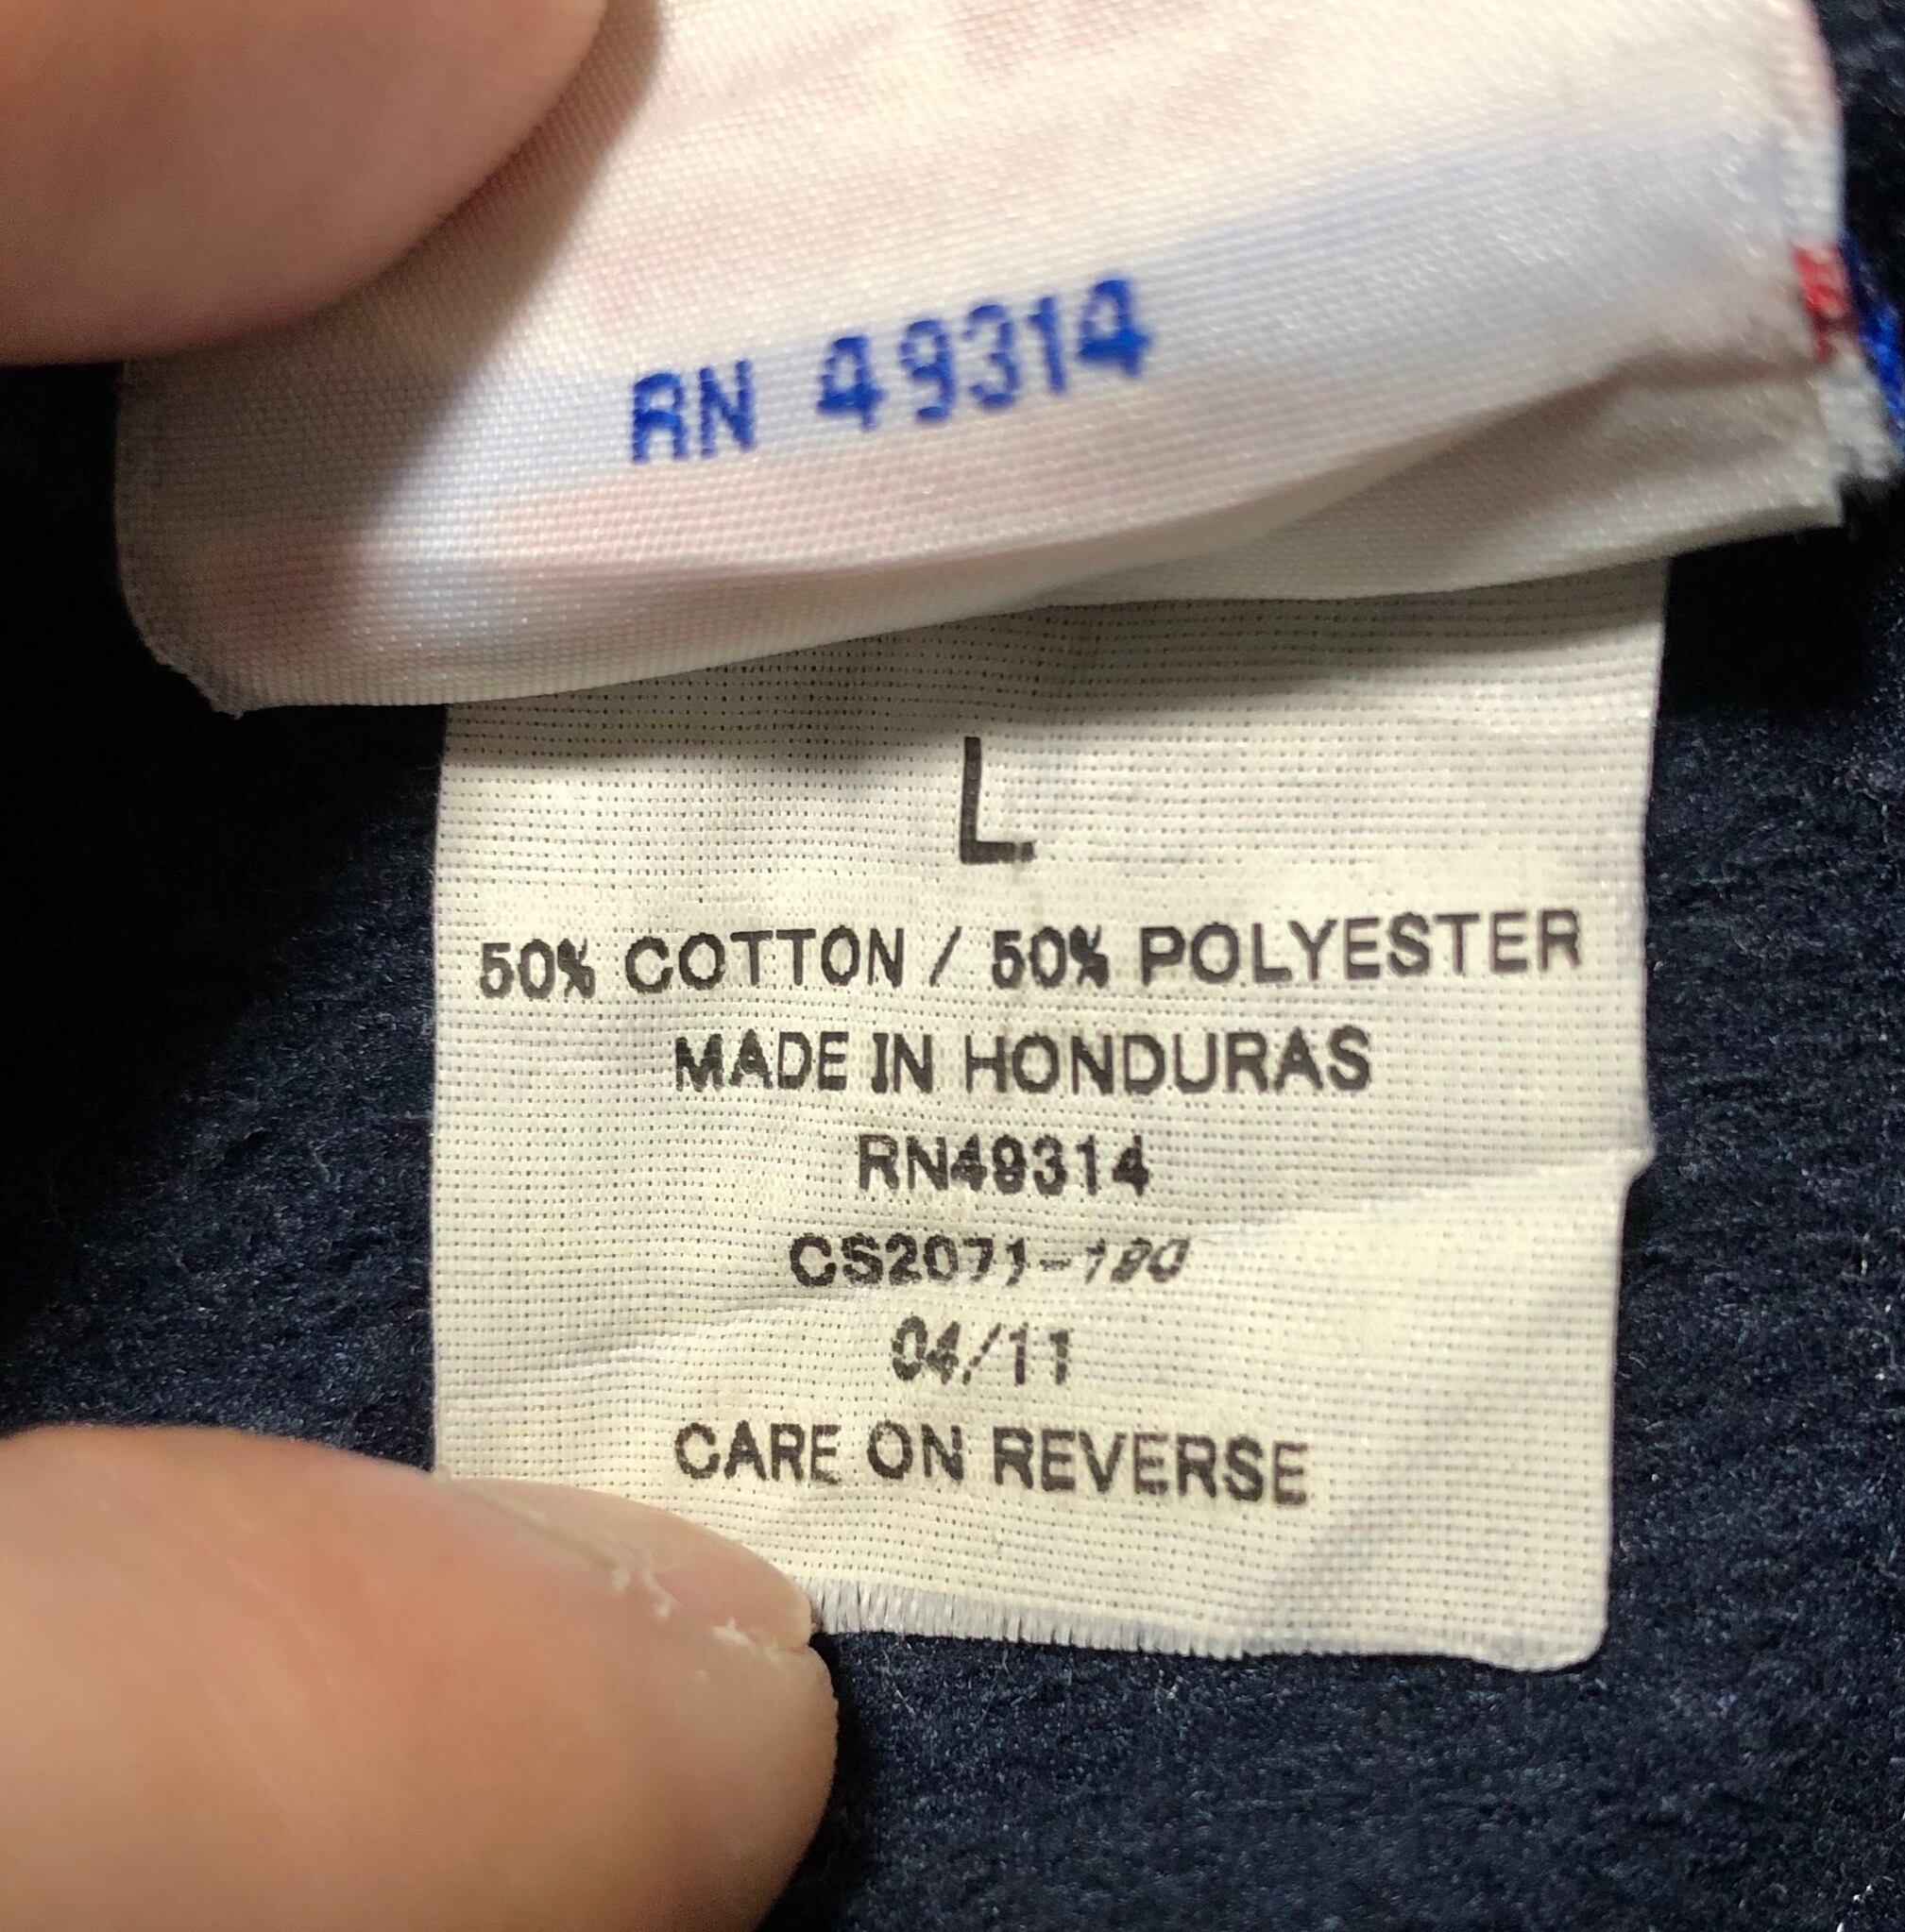 RN 49314
L
50% COTTON / 50% POLYESTER
MADE IN HONDURAS
RN49314
CS2071-190
04/11
CARE ON REVERSE